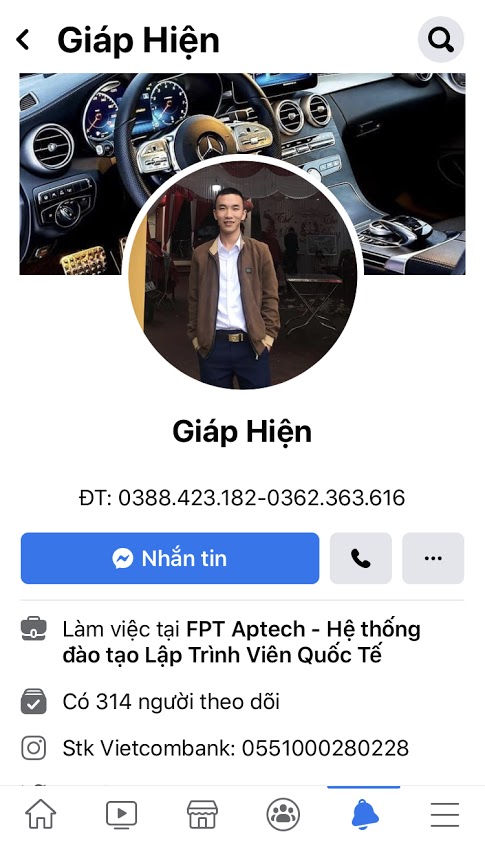 Giáp Hiện
Giáp Hiện
ĐT: 0388.423.182-0362.363.616
Nhắn tin
Làm việc tại FPT Aptech - Hệ thống
đào tạo Lập Trình Viên Quốc Tế
Có 314 người theo dõi
Stk Vietcombank: 0551000280228